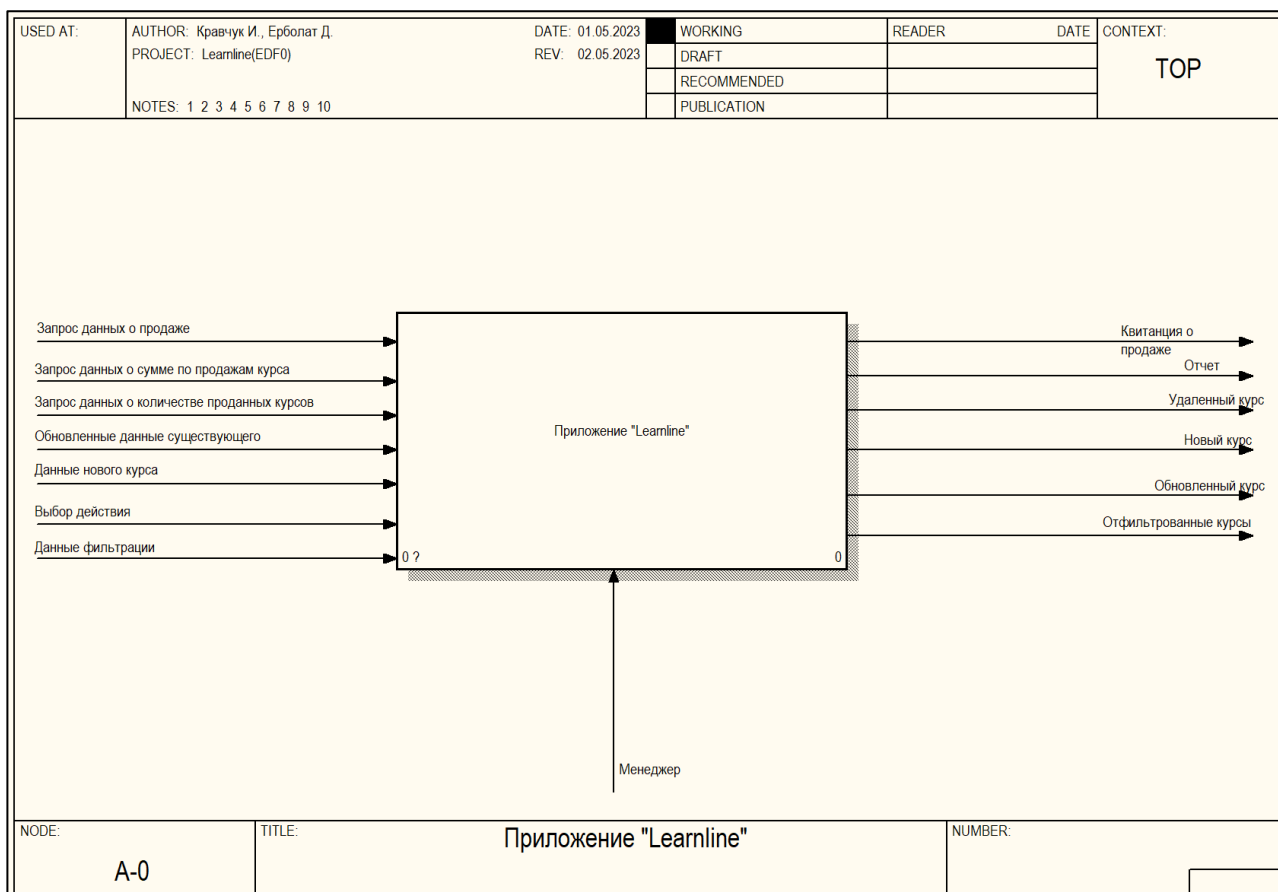 USED AT:
AUTHOR: Кравчук И., Ерболат Д.
DATE: 01.05.2023
PROJECT: Learnline(EDF0)
REV: 02.05.2023
NOTES: 1 2 3 4 5 6 7 8 9 10
WORKING
DRAFT
RECOMMENDED
PUBLICATION
READER
DATE
CONTEXT:
TOP
Запрос данных о продаже
Запрос данных о сумме по продажам курса
Запрос данных о количестве проданных курсов
Обновленные данные существующего
Данные нового курса
Выбор действия
Данные фильтрации
Приложение "Learnline"
0 ?
0
Квитанция о
продаже
Отчет
Удаленный курс
Новый курс
Обновленный курс
Отфильтрованные курсы
Менеджер
NODE:
A-0
TITLE:
Приложение "Learnline"
NUMBER: